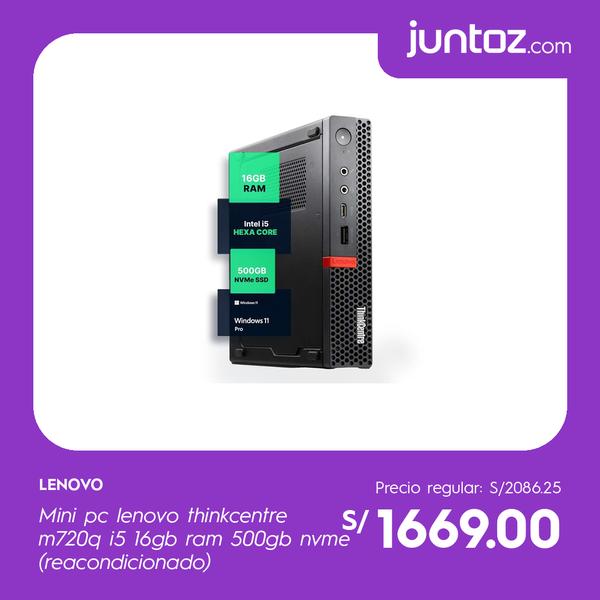 juntoz.com
16GB
RAM
Intel i5
HEXA CORE
500GB
NVMe SSD
Windows 11
Windows 11
Pro
Lenovo
ThinkCentre
LENOVO
Mini pc lenovo thinkcentre
m720q i5 16gb ram 500gb nvme
(reacondicionado)
Precio regular: S/2086.25
S/ 1669.00